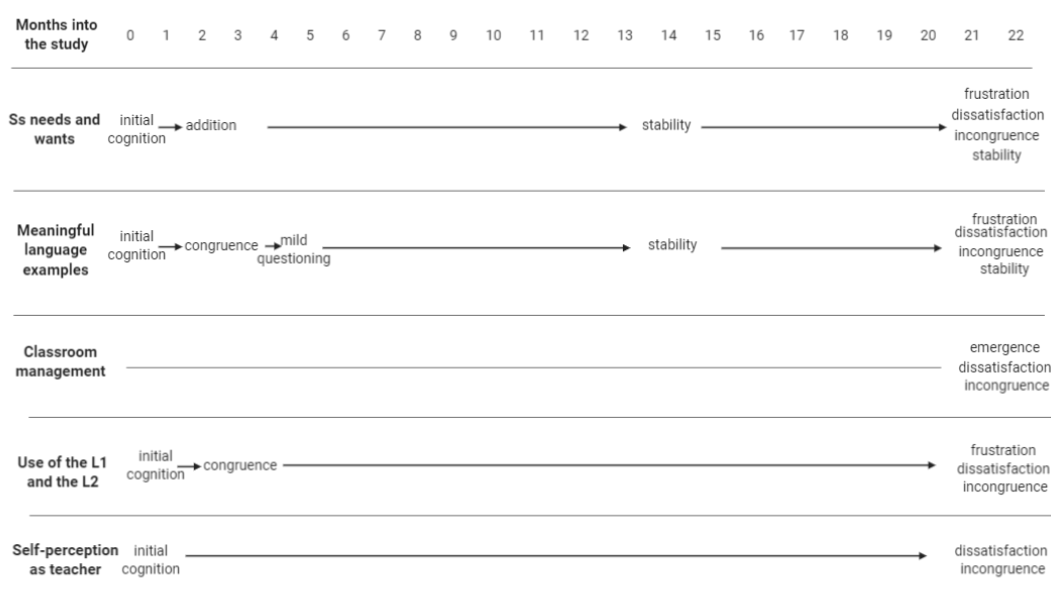 Months into
the study
0 1 2 3 4 5 6 7 8 9 10 11 12 13 14 15 16 17 18 19 20 21 22
Ss needs and
wants
initial
cognition
addition
stability
frustration
dissatisfaction
incongruence
stability
Meaningful
language
examples
initial
cognition
congruence
mild
questioning
stability
frustration
dissatisfaction
incongruence
stability
Classroom
management
emergence
dissatisfaction
incongruence
Use of the L1
and the L2
initial
cognition
congruence
frustration
dissatisfaction
incongruence
Self-perception
as teacher
initial
cognition
dissatisfaction
incongruence